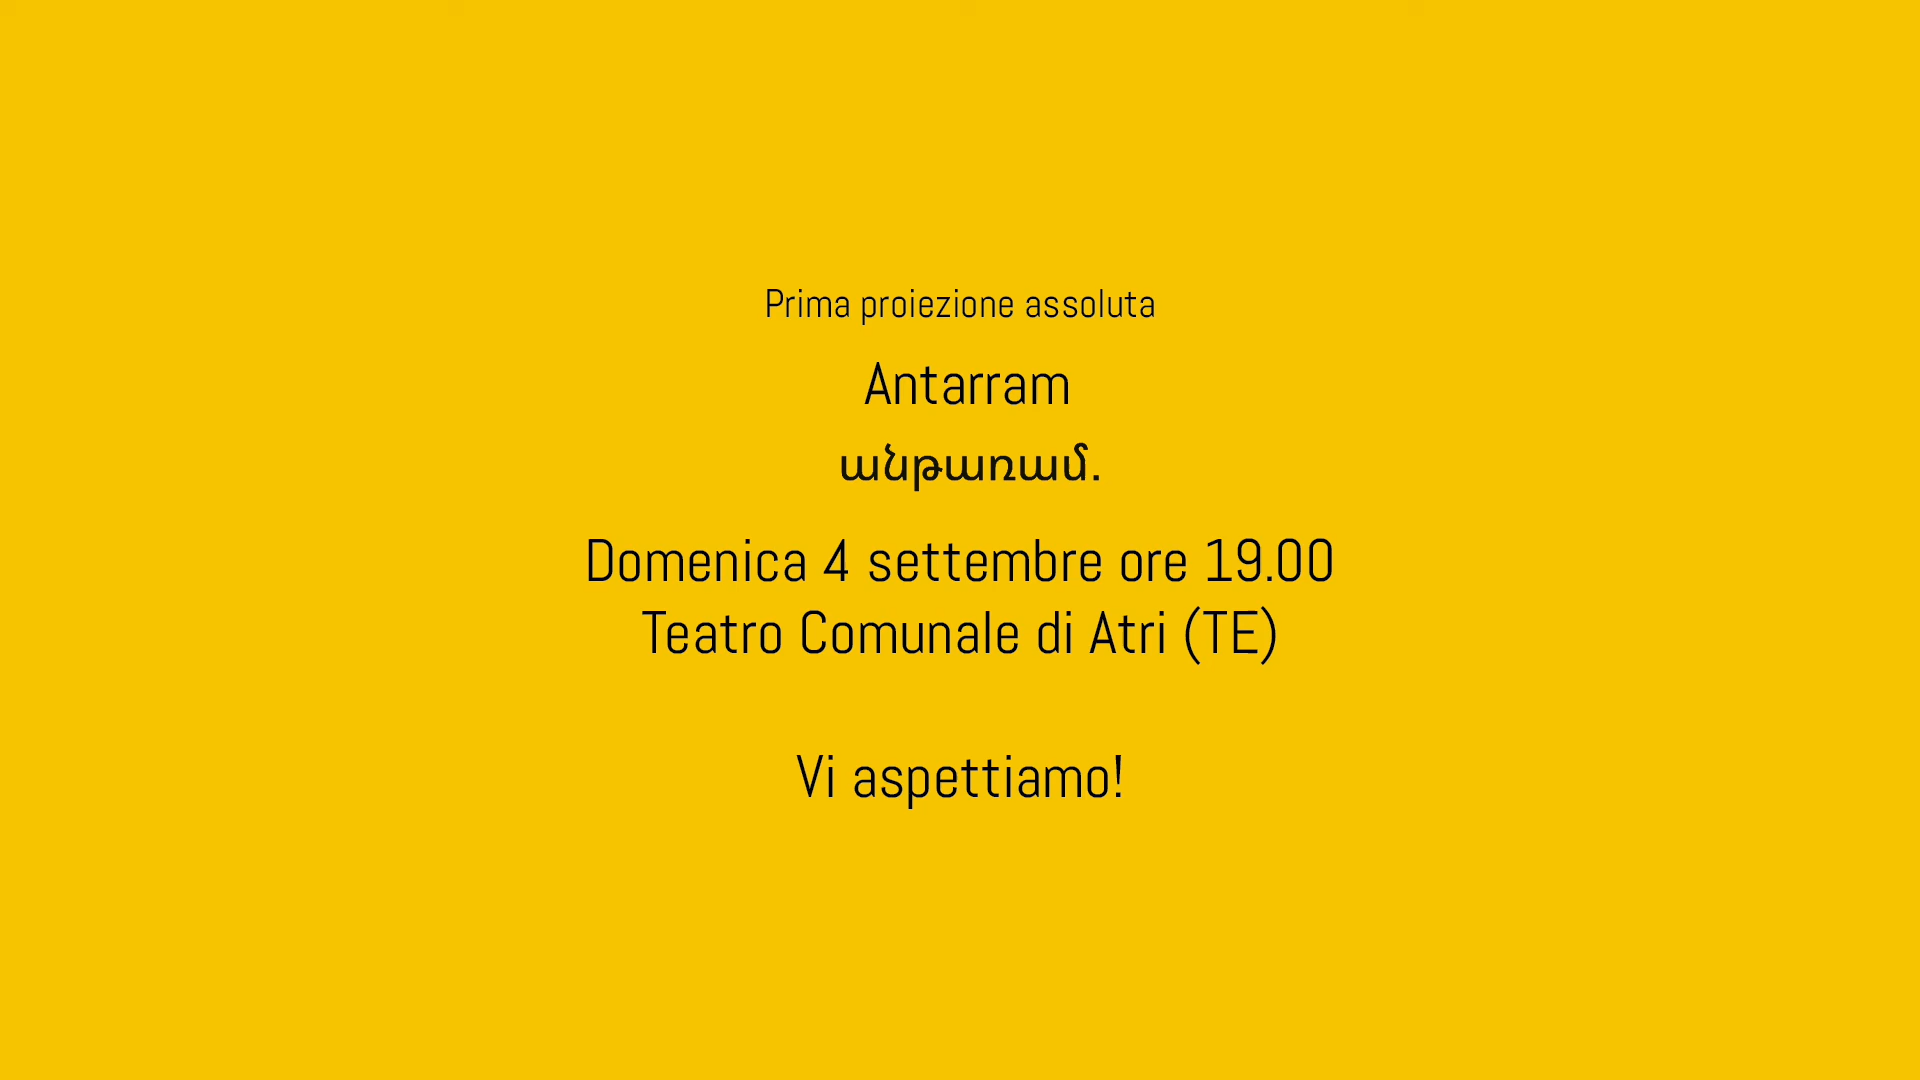 Prima proiezione assoluta
Antarram
անթառամ.
Domenica 4 settembre ore 19.00
Teatro Comunale di Atri (TE)
Vi aspettiamo!